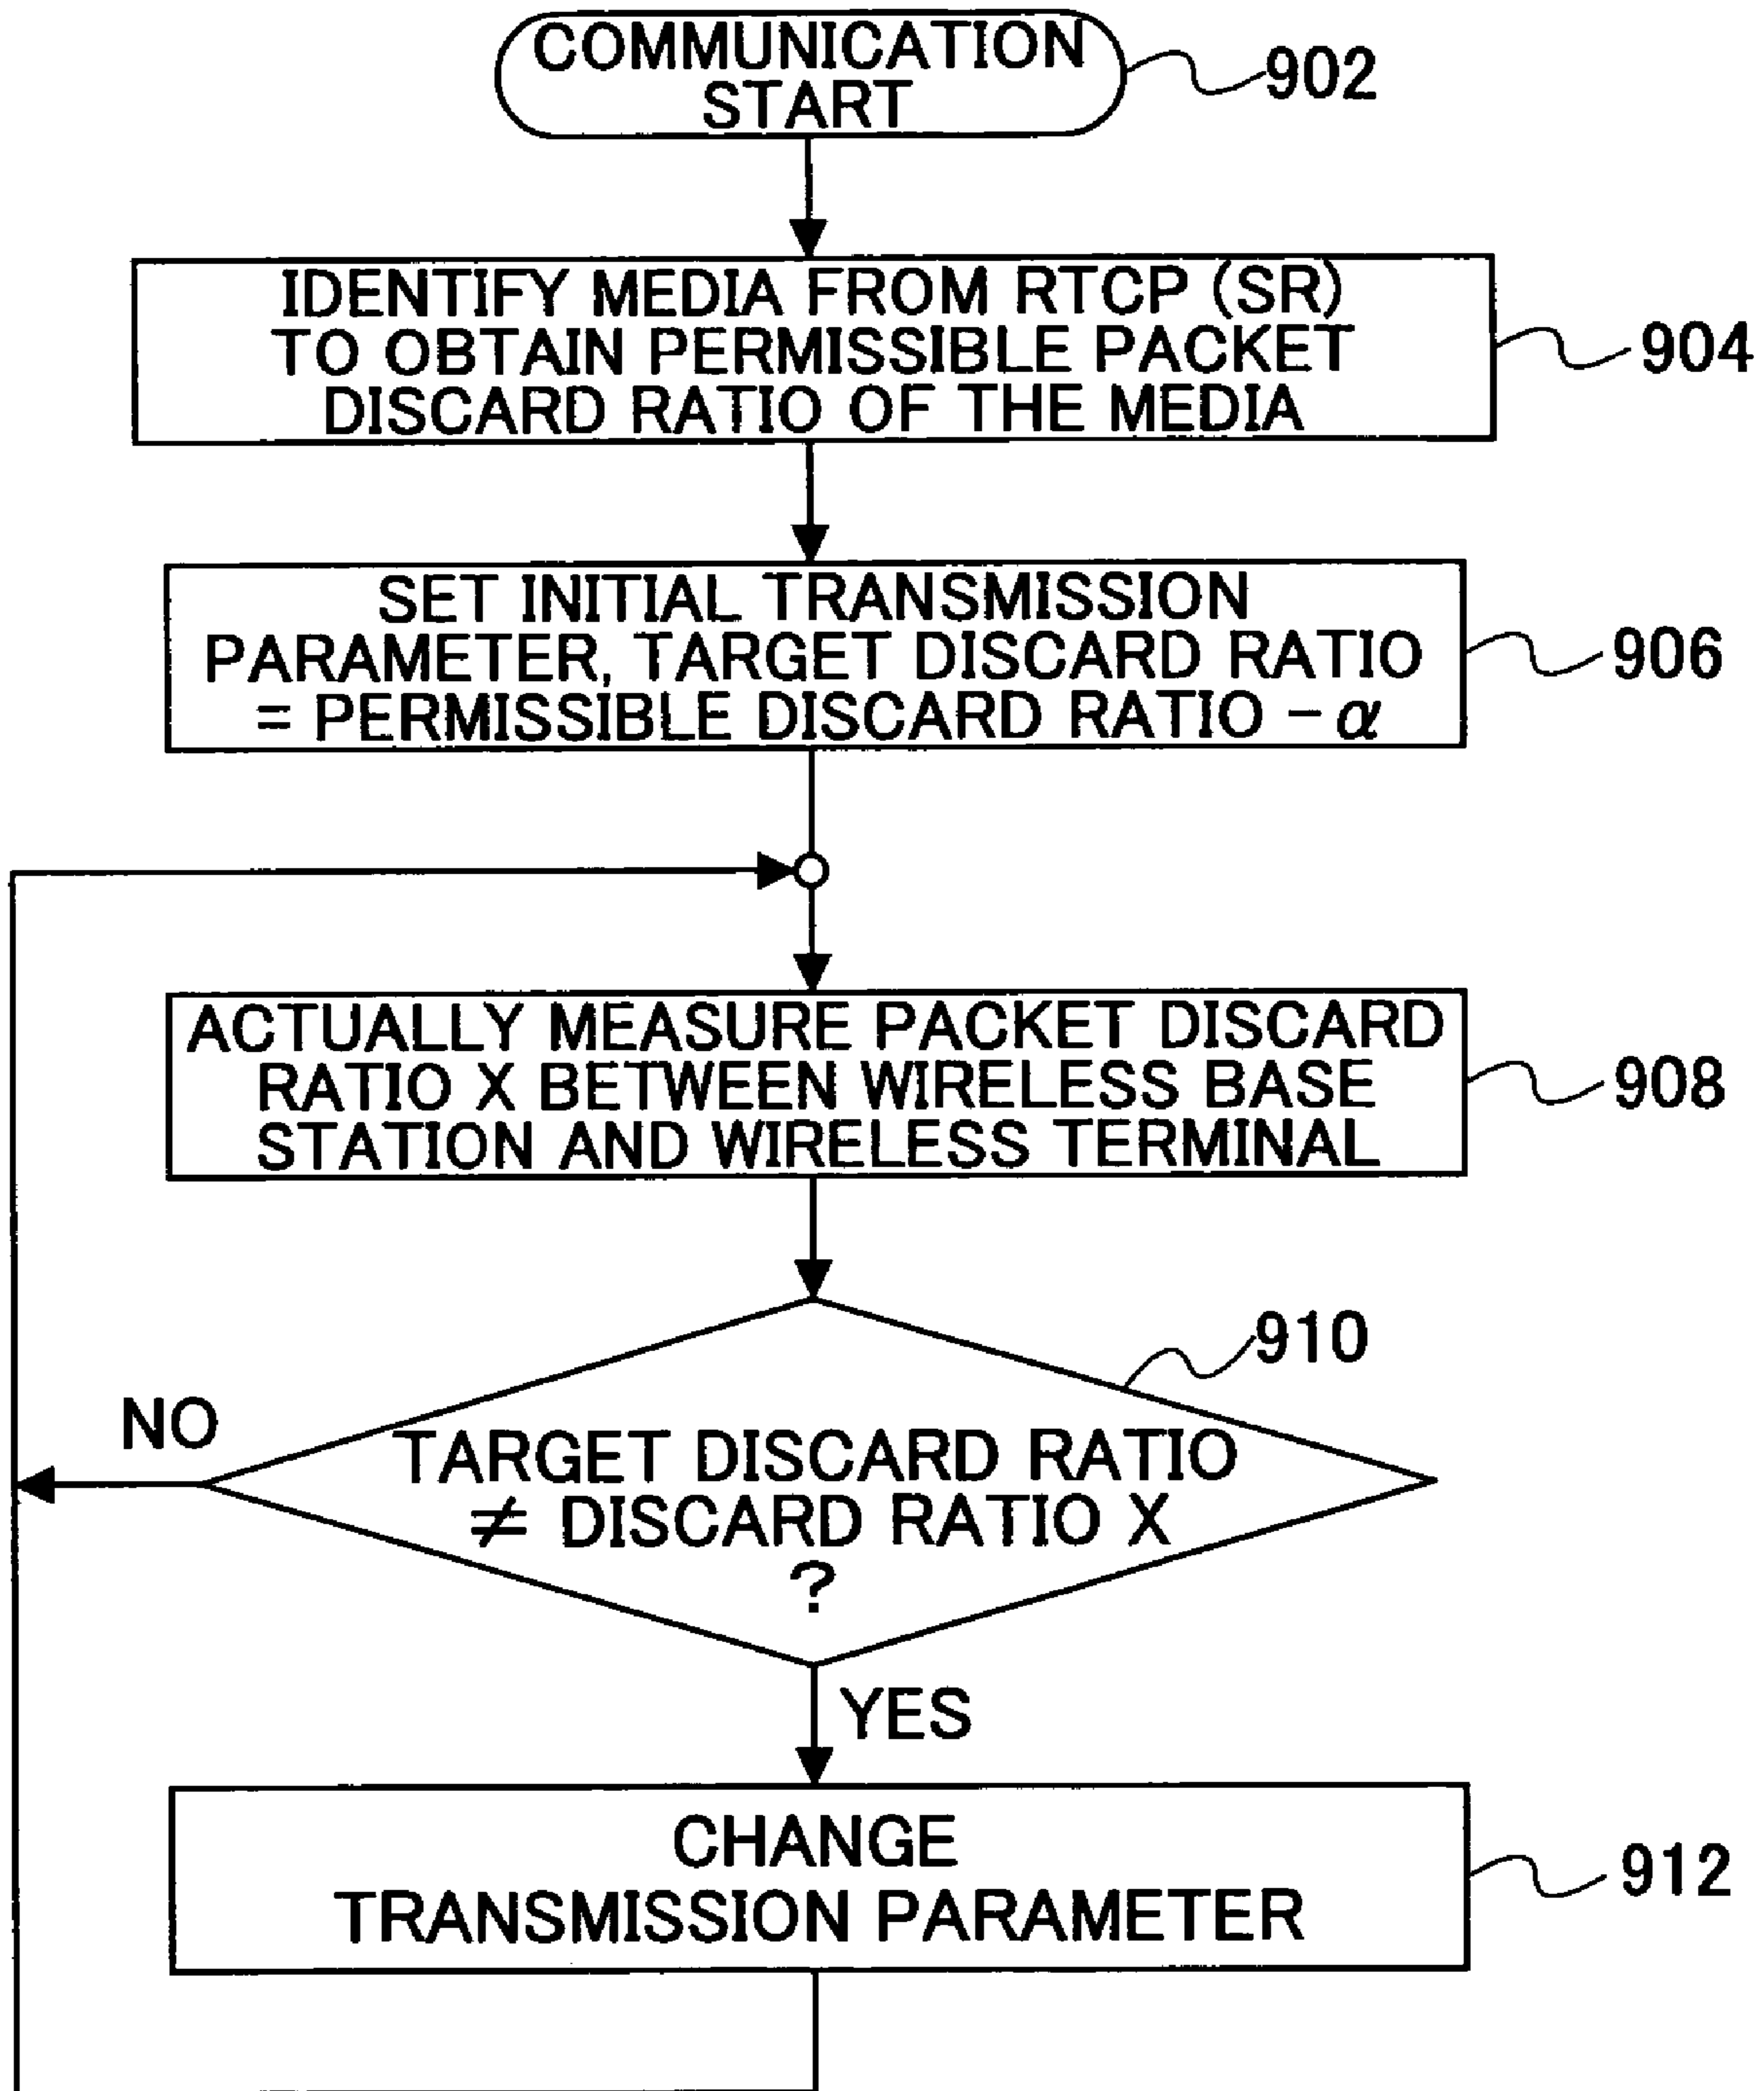 COMMUNICATION
START
902
IDENTIFY MEDIA FROM RTCP (SR)
TO OBTAIN PERMISSIBLE PACKET
DISCARD RATIO OF THE MEDIA
904
SET INITIAL TRANSMISSION
PARAMETER, TARGET DISCARD RATIO
= PERMISSIBLE DISCARD RATIO - α
906
ACTUALLY MEASURE PACKET DISCARD
RATIO X BETWEEN WIRELESS BASE
STATION AND WIRELESS TERMINAL
908
910
NO
TARGET DISCARD RATIO
≠ DISCARD RATIO X
?
YES
CHANGE
TRANSMISSION PARAMETER
912